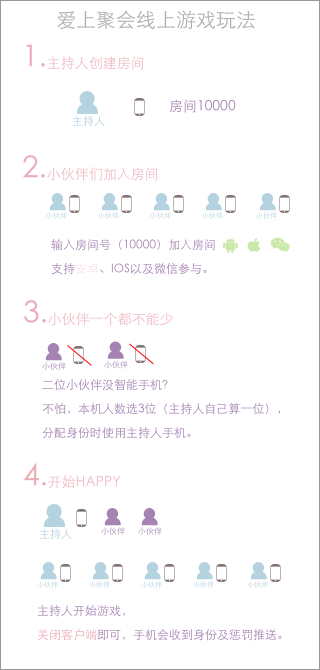 爱上聚会线上游戏玩法
1.主持人创建房间
主持人
房间10000
2.小伙伴们加入房间
小伙伴 小伙伴 小伙伴 小伙伴 小伙伴
输入房间号（10000）加入房间
支持安卓、IOS以及微信参与。
3.小伙伴一个都不能少
小伙伴 小伙伴
二位小伙伴没智能手机？
不怕，本机人数选3位（主持人自己算一位），
分配身份时使用主持人手机。
4.开始HAPPY
主持人 小伙伴 小伙伴
小伙伴 小伙伴 小伙伴 小伙伴 小伙伴
主持人开始游戏，
关闭客户端即可，手机会收到身份及惩罚推送。